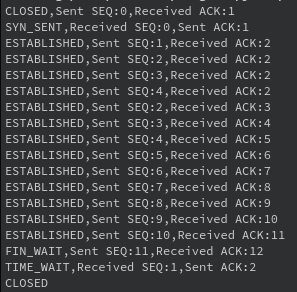 CLOSED,Sent SEQ:0,Received ACK:1
SYN_SENT,Sent SEQ:0,Received ACK:1
ESTABLISHED,Sent SEQ:1,Received ACK:2
ESTABLISHED,Sent SEQ:2,Received ACK:2
ESTABLISHED,Sent SEQ:3,Received ACK:2
ESTABLISHED,Sent SEQ:4,Received ACK:2
ESTABLISHED,Sent SEQ:2,Received ACK:3
ESTABLISHED,Sent SEQ:3,Received ACK:4
ESTABLISHED,Sent SEQ:4,Received ACK:5
ESTABLISHED,Sent SEQ:5,Received ACK:6
ESTABLISHED,Sent SEQ:6,Received ACK:7
ESTABLISHED,Sent SEQ:7,Received ACK:8
ESTABLISHED,Sent SEQ:8,Received ACK:9
ESTABLISHED,Sent SEQ:9,Received ACK:10
ESTABLISHED,Sent SEQ:10,Received ACK:11
FIN_WAIT,Sent SEQ:11,Received ACK:12
TIME_WAIT,Received SEQ:1,Sent ACK:2
CLOSED